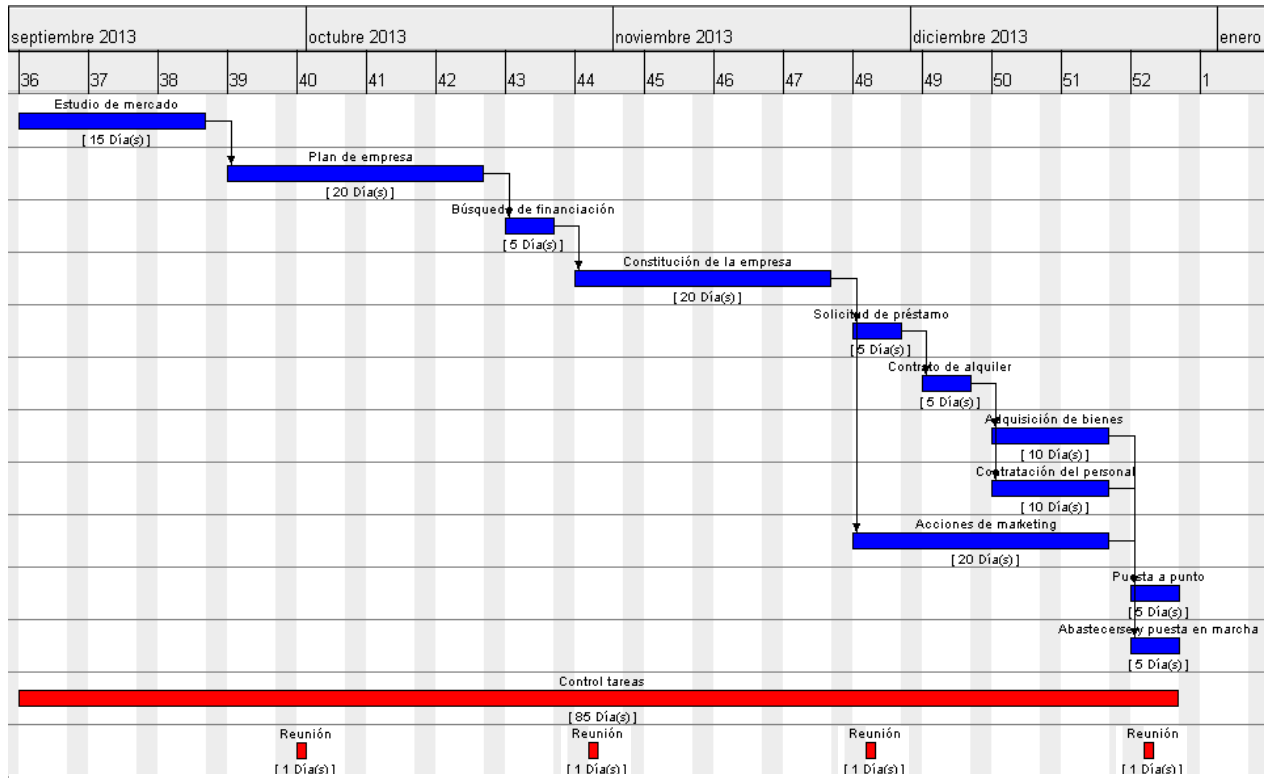 septiembre 2013 octubre 2013 noviembre 2013 diciembre 2013 enero
36 37 38 39 40 41 42 43 44 45 46 47 48 49 50 51 52 1
Estudio de mercado
[ 15 Día(s) ]
Plan de empresa
[ 20 Día(s) ]
Búsqueda de financiación
[ 5 Día(s) ]
Constitución de la empresa
[ 20 Día(s) ]
Solicitud de préstamo
[ 5 Día(s) ]
Contrato de alquiler
[ 5 Día(s) ]
Adquisición de bienes
[ 10 Día(s) ]
Contratación del personal
[ 10 Día(s) ]
Acciones de marketing
[ 20 Día(s) ]
Puesta a punto
[ 5 Día(s) ]
Abastecerse y puesta en marcha
[ 5 Día(s) ]
Control tareas
[ 85 Día(s) ]
Reunión Reunión Reunión Reunión
[ 1 Día(s) ] [ 1 Día(s) ] [ 1 Día(s) ] [ 1 Día(s) ]